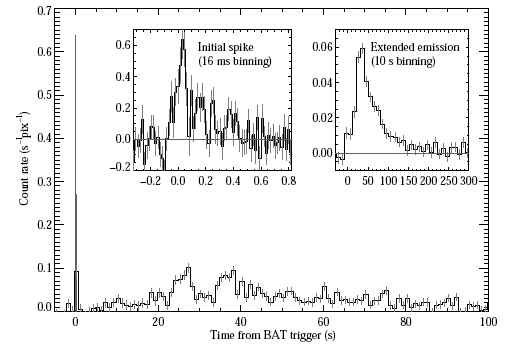 0.7
0.6
0.5
0.4
0.3
0.2
0.1
0.0
Count rate (s⁻¹pix⁻¹)
Initial spike
(16 ms binning)
0.6
0.4
0.2
0.0
−0.2
−0.2 0.0 0.2 0.4 0.6 0.8
Extended emission
(10 s binning)
0.06
0.04
0.02
0.00
0 50 100 150 200 250 300
0 20 40 60 80 100
Time from BAT trigger (s)